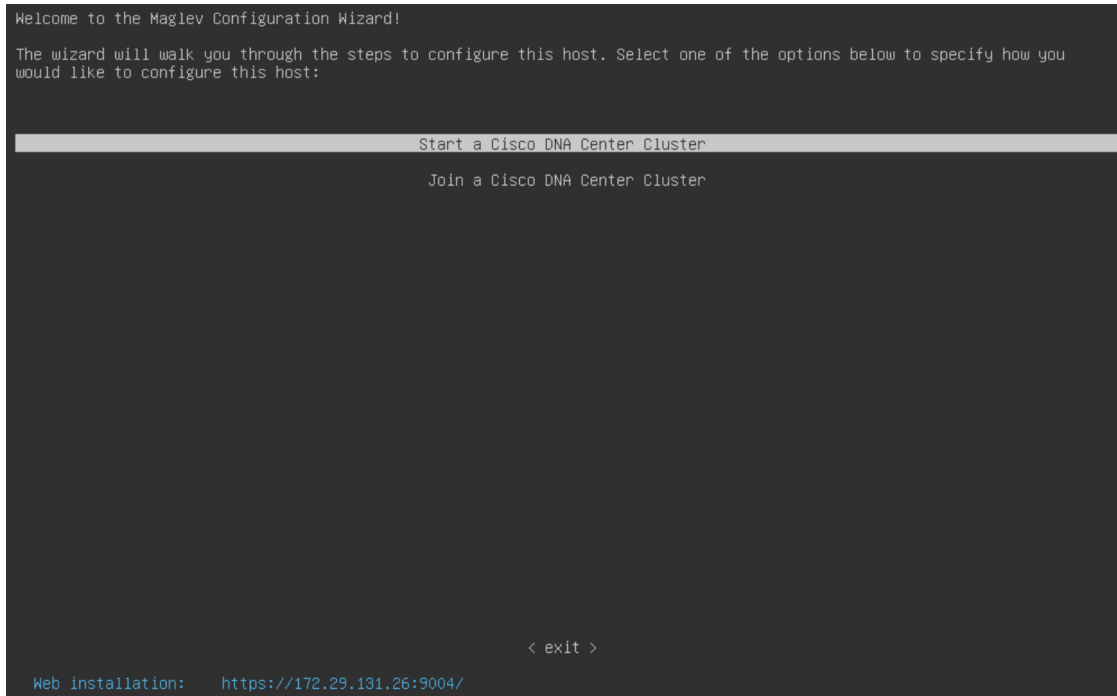 Welcome to the Maglev Configuration Wizard!
The wizard will walk you through the steps to configure this host. Select one of the options below to specify how you
would like to configure this host:
Start a Cisco DNA Center Cluster
Join a Cisco DNA Center Cluster
< exit >
Web installation: https://172.29.131.26:9004/